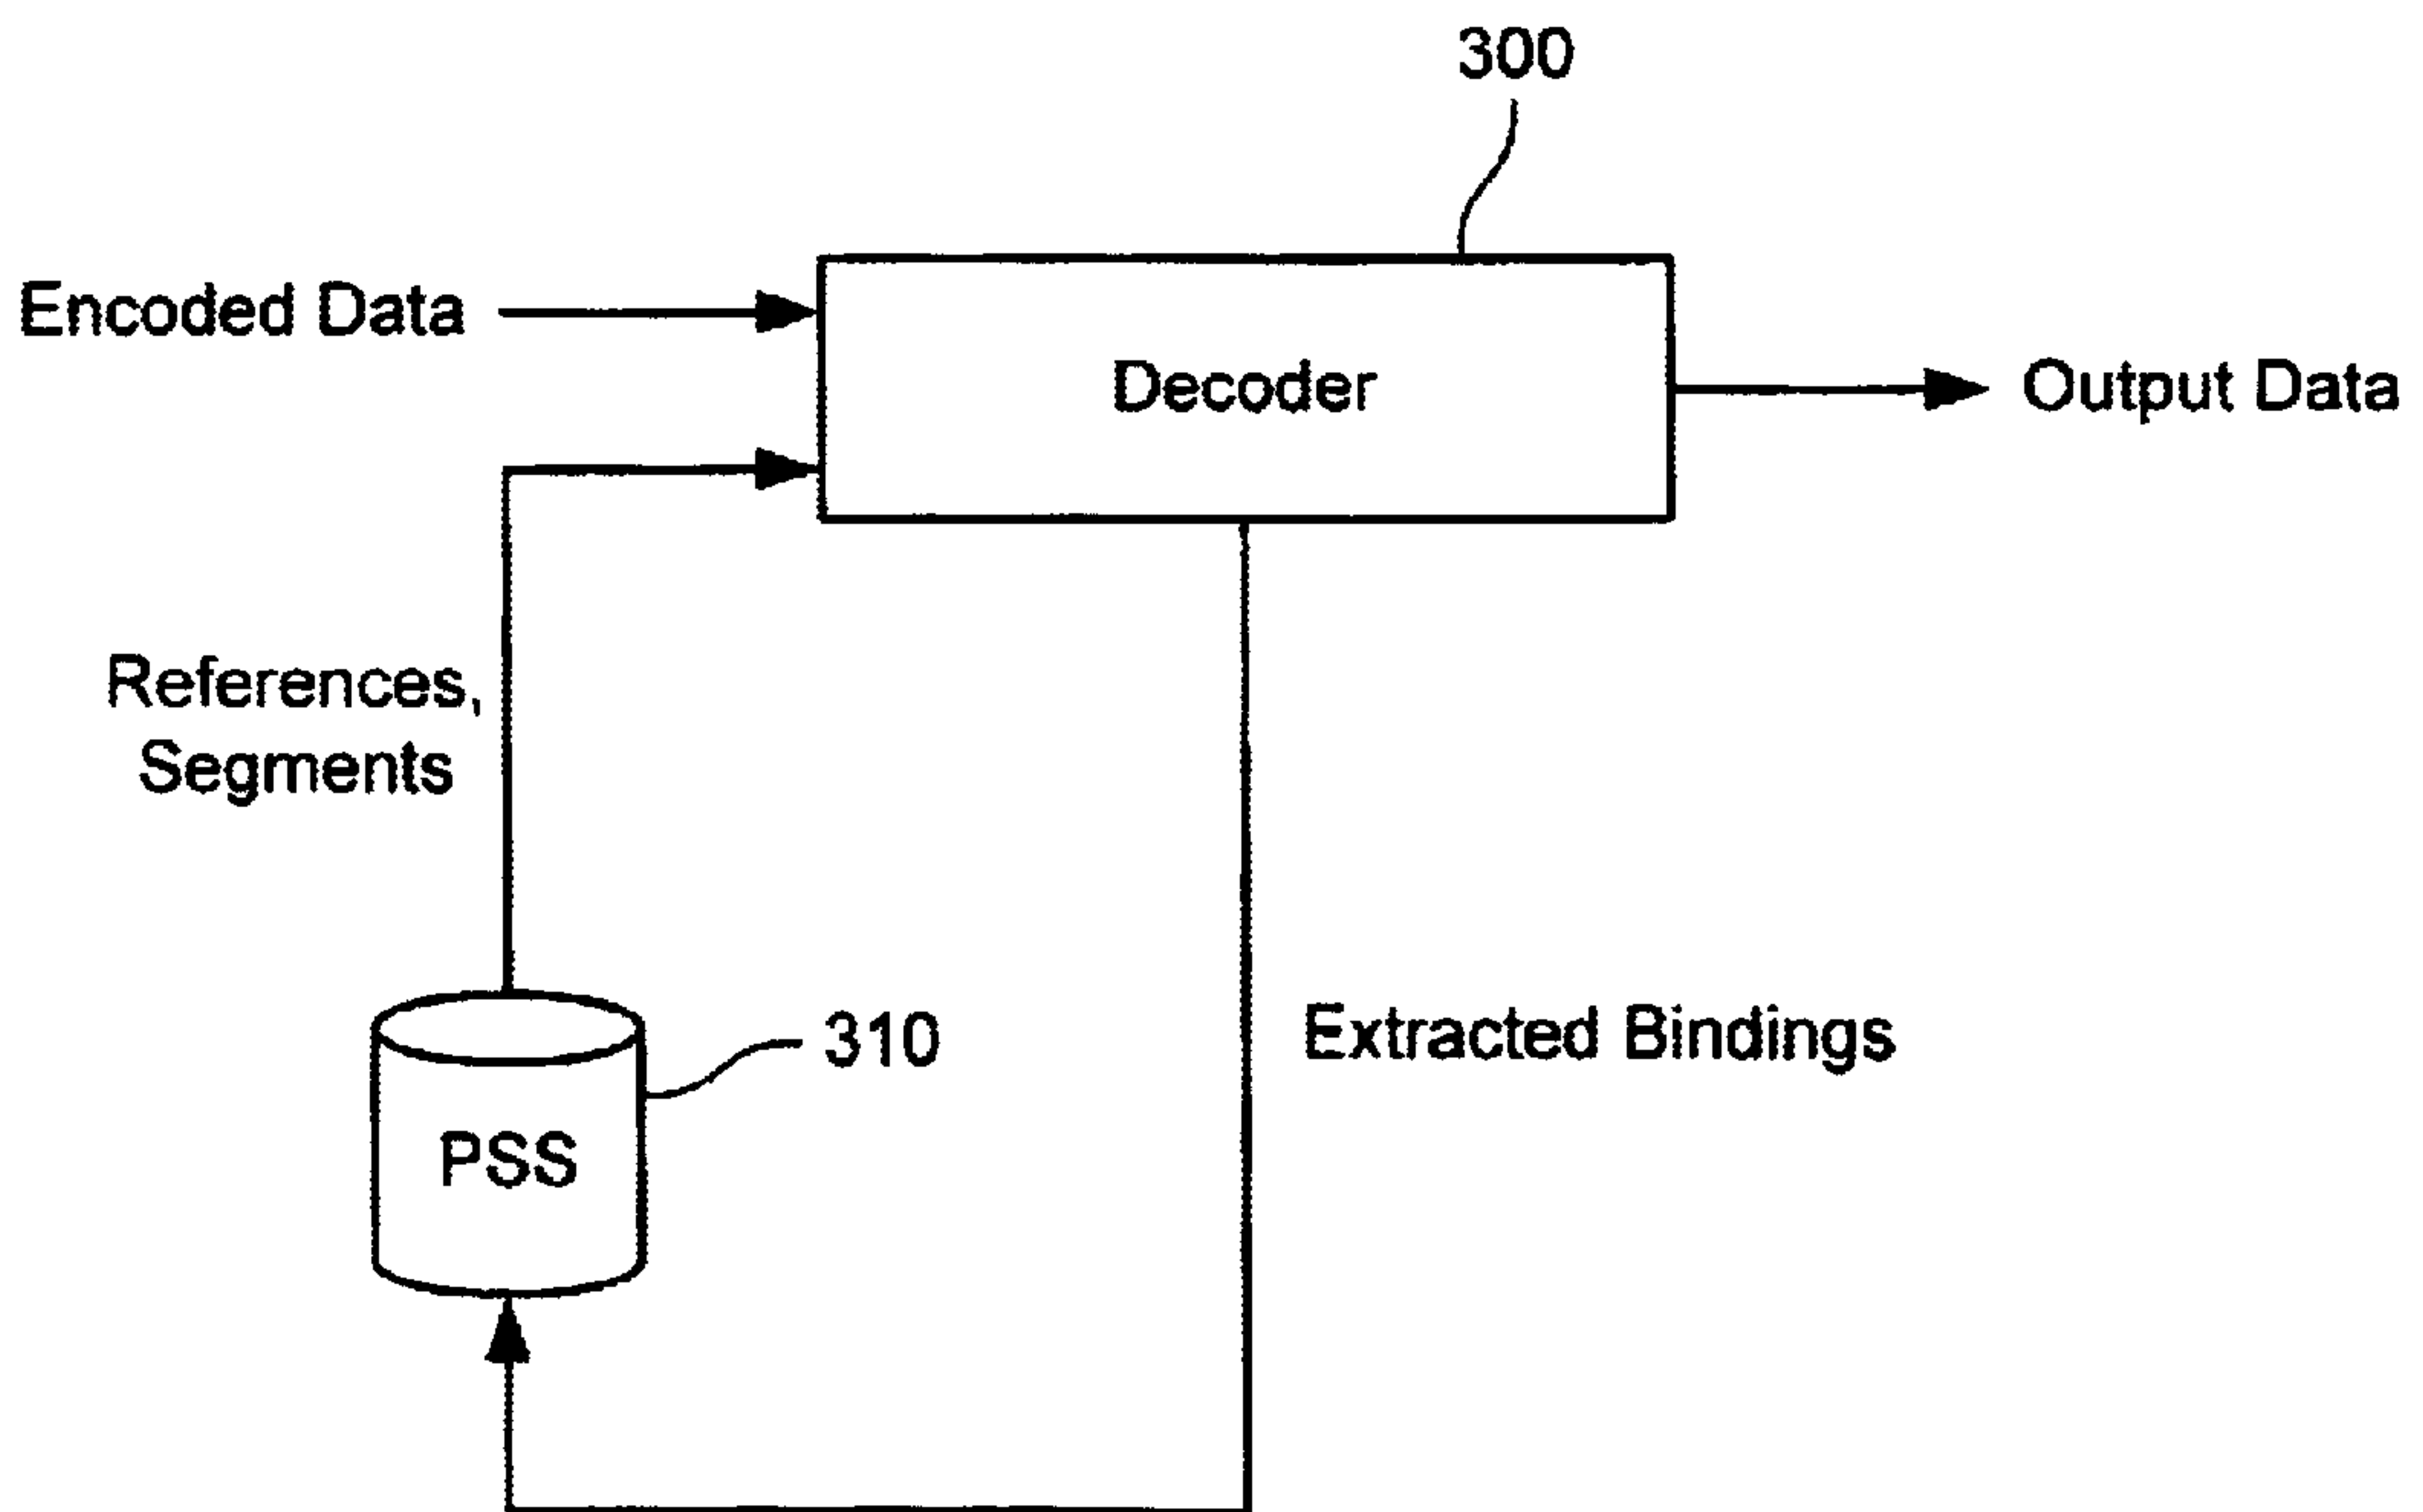 300
Encoded Data
Decoder
Output Data
References,
Segments
310
Extracted Bindings
PSS